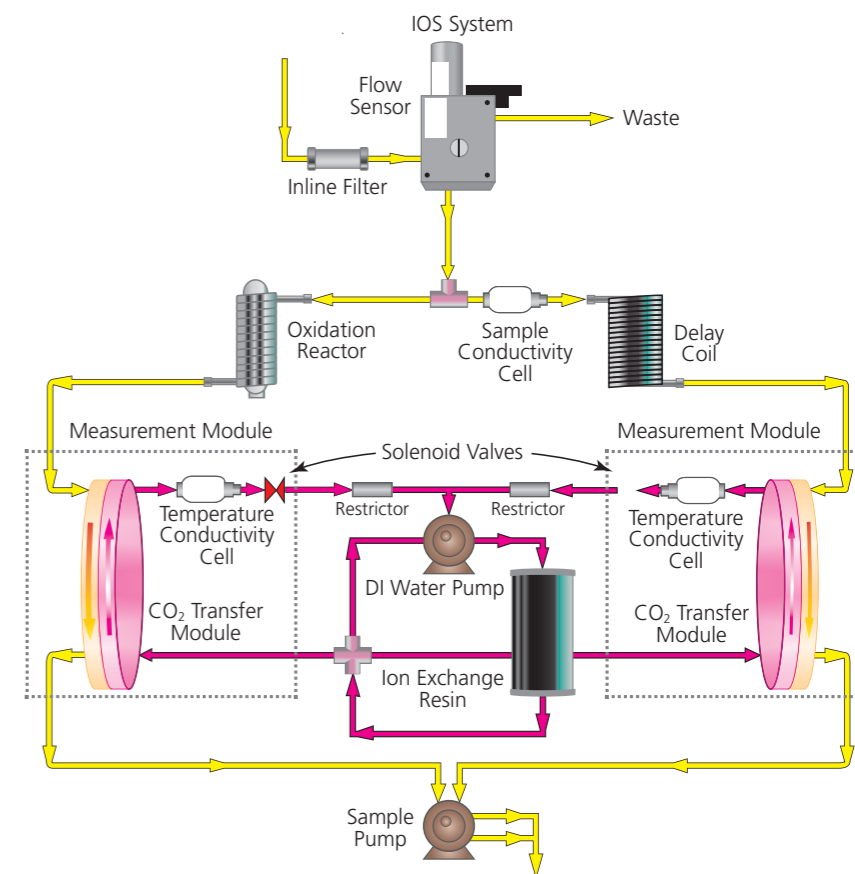 IOS System
Flow
Sensor
Waste
Inline Filter
Oxidation
Reactor
Sample
Conductivity
Cell
Delay
Coil
Measurement Module
Solenoid Valves
Measurement Module
Restrictor
Restrictor
Temperature
Conductivity
Cell
Temperature
Conductivity
Cell
DI Water Pump
CO₂ Transfer
Module
CO₂ Transfer
Module
Ion Exchange
Resin
Sample
Pump